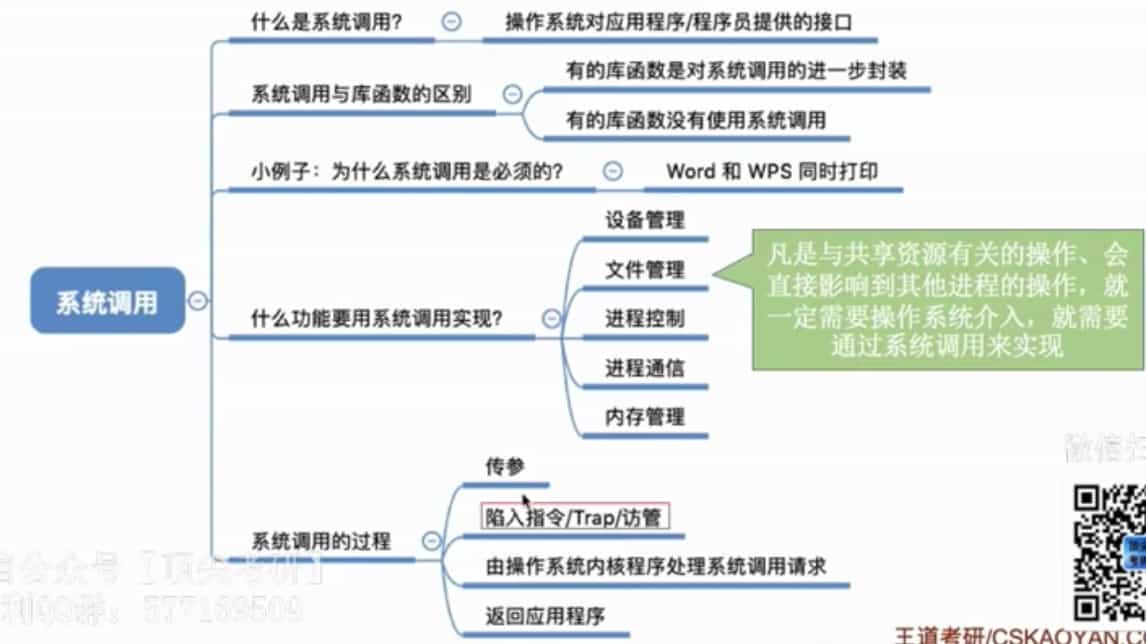 什么是系统调用?
操作系统对应用程序/程序员提供的接口
系统调用与库函数的区别
有的库函数是对系统调用的进一步封装
有的库函数没有使用系统调用
小例子：为什么系统调用是必须的?
Word 和 WPS 同时打印
系统调用
什么功能要用系统调用实现?
设备管理
文件管理
进程控制
进程通信
内存管理
凡是与共享资源有关的操作、会
直接影响到其他进程的操作，就
一定需要操作系统介入，就需要
通过系统调用来实现
系统调用的过程
传参
陷入指令/Trap/访管
由操作系统内核程序处理系统调用请求
返回应用程序
微信扫
信公众号【顶尖考研】
王道考研/CSKAOYAN.C